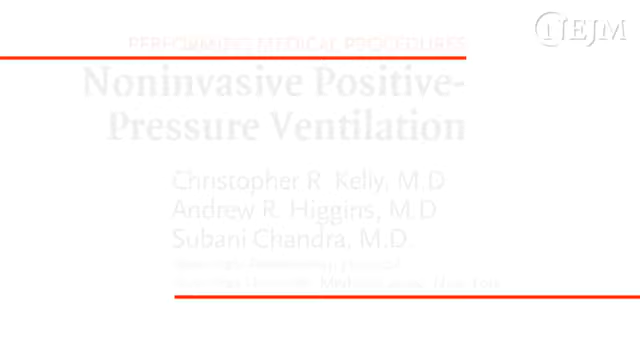 NEJM
PERFORMING MEDICAL PROCEDURES
Noninvasive Positive-
Pressure Ventilation
Christopher R. Kelly, M.D.
Andrew R. Higgins, M.D.
Subani Chandra, M.D.